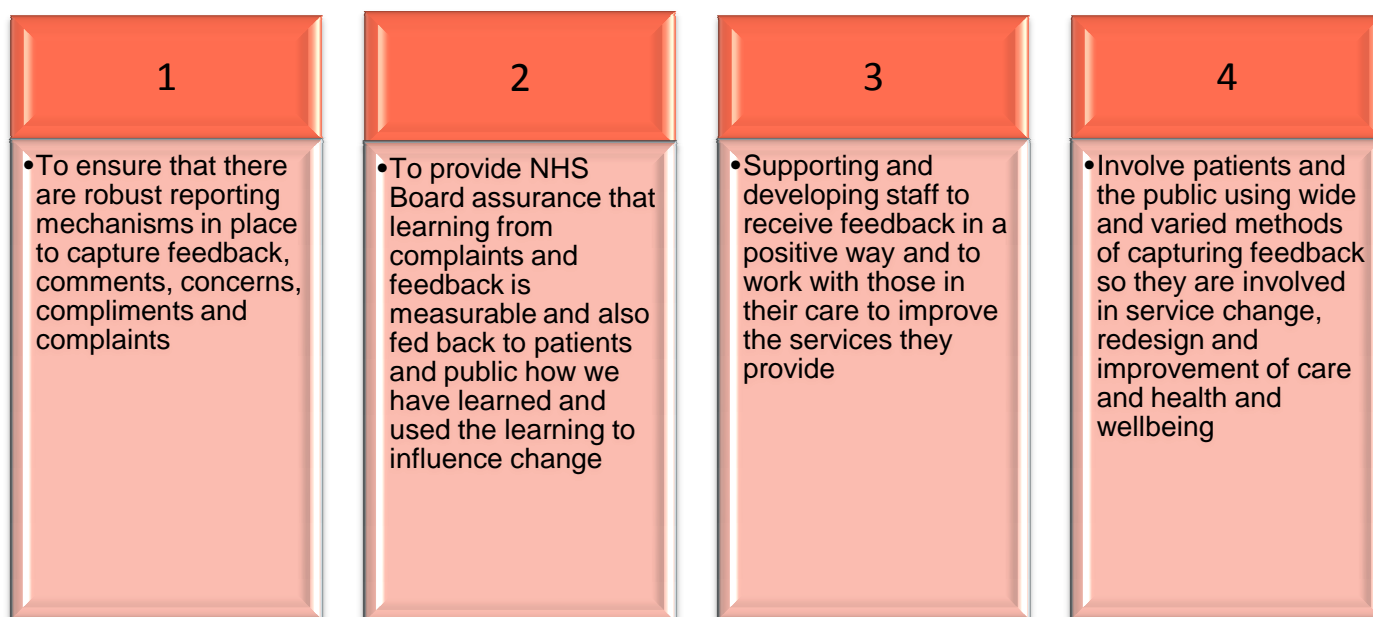 1
•To ensure that there
are robust reporting
mechanisms in place
to capture feedback,
comments, concerns,
compliments and
complaints
2
•To provide NHS
Board assurance that
learning from
complaints and
feedback is
measurable and also
fed back to patients
and public how we
have learned and
used the learning to
influence change
3
•Supporting and
developing staff to
receive feedback in a
positive way and to
work with those in
their care to improve
the services they
provide
4
•Involve patients and
the public using wide
and varied methods
of capturing feedback
so they are involved
in service change,
redesign and
improvement of care
and health and
wellbeing